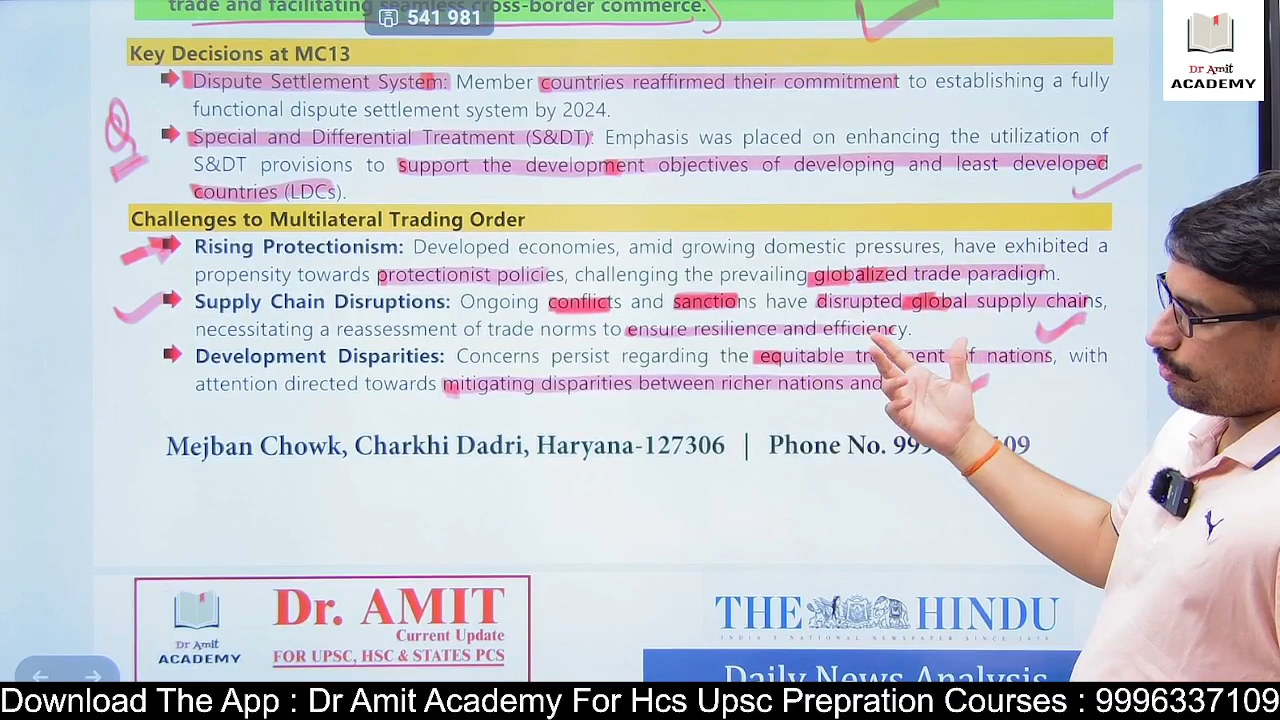 trade and facilitating seamless cross-border commerce.
541 981
Dr Amit
ACADEMY
Key Decisions at MC13
Dispute Settlement System: Member countries reaffirmed their commitment to establishing a fully
functional dispute settlement system by 2024.
Special and Differential Treatment (S&DT): Emphasis was placed on enhancing the utilization of
S&DT provisions to support the development objectives of developing and least developed
countries (LDCs).
Challenges to Multilateral Trading Order
Rising Protectionism: Developed economies, amid growing domestic pressures, have exhibited a
propensity towards protectionist policies, challenging the prevailing globalized trade paradigm.
Supply Chain Disruptions: Ongoing conflicts and sanctions have disrupted global supply chains,
necessitating a reassessment of trade norms to ensure resilience and efficiency.
Development Disparities: Concerns persist regarding the equitable treatment of nations, with
attention directed towards mitigating disparities between richer nations and
Mejban Chowk, Charkhi Dadri, Haryana-127306 | Phone No. 999 109
Dr Amit
ACADEMY
Dr. AMIT
Current Update
FOR UPSC, HSC & STATES PCS
THE HINDU
INDIA'S NATIONAL NEWSPAPER SINCE 1878
Daily News Analysis
Download The App : Dr Amit Academy For Hcs Upsc Prepration Courses : 9996337109